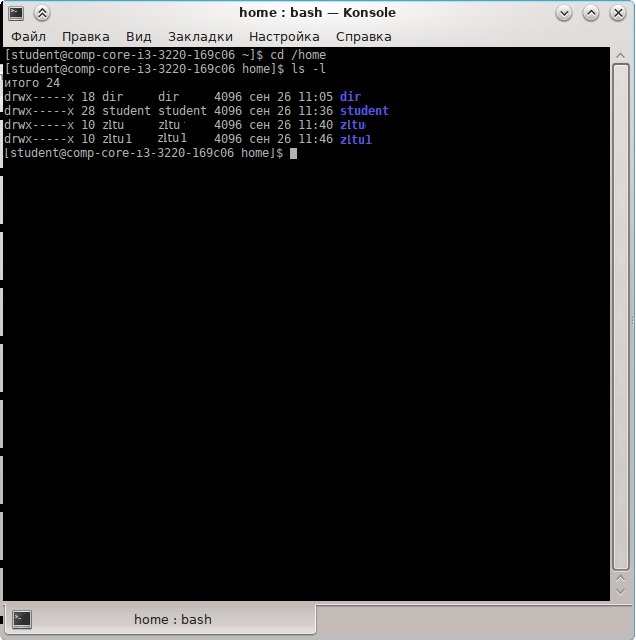 home : bash — Konsole
Файл Правка Вид Закладки Настройка Справка
[student@comp-core-i3-3220-169c06 ~]$ cd /home
[student@comp-core-i3-3220-169c06 home]$ ls -l
итого 24
drwx-----x 18 dir     dir     4096 сен 26 11:05 dir
drwx-----x 28 student student 4096 сен 26 11:36 student
drwx-----x 10 zltu    zltu    4096 сен 26 11:40 zltu
drwx-----x 10 zltu1   zltu1   4096 сен 26 11:46 zltu1
[student@comp-core-i3-3220-169c06 home]$
home : bash